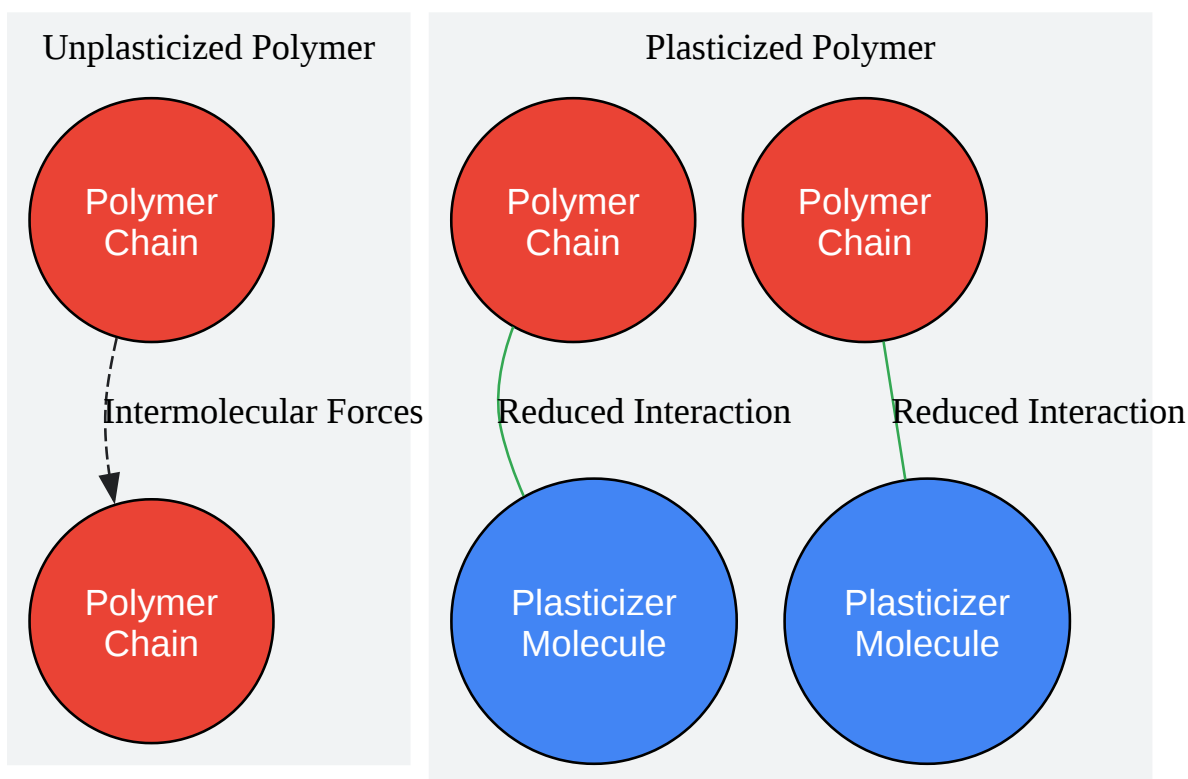 Unplasticized Polymer
Polymer
Chain
Intermolecular Forces
Polymer
Chain
Plasticized Polymer
Polymer
Chain
Polymer
Chain
Reduced Interaction
Reduced Interaction
Plasticizer
Molecule
Plasticizer
Molecule